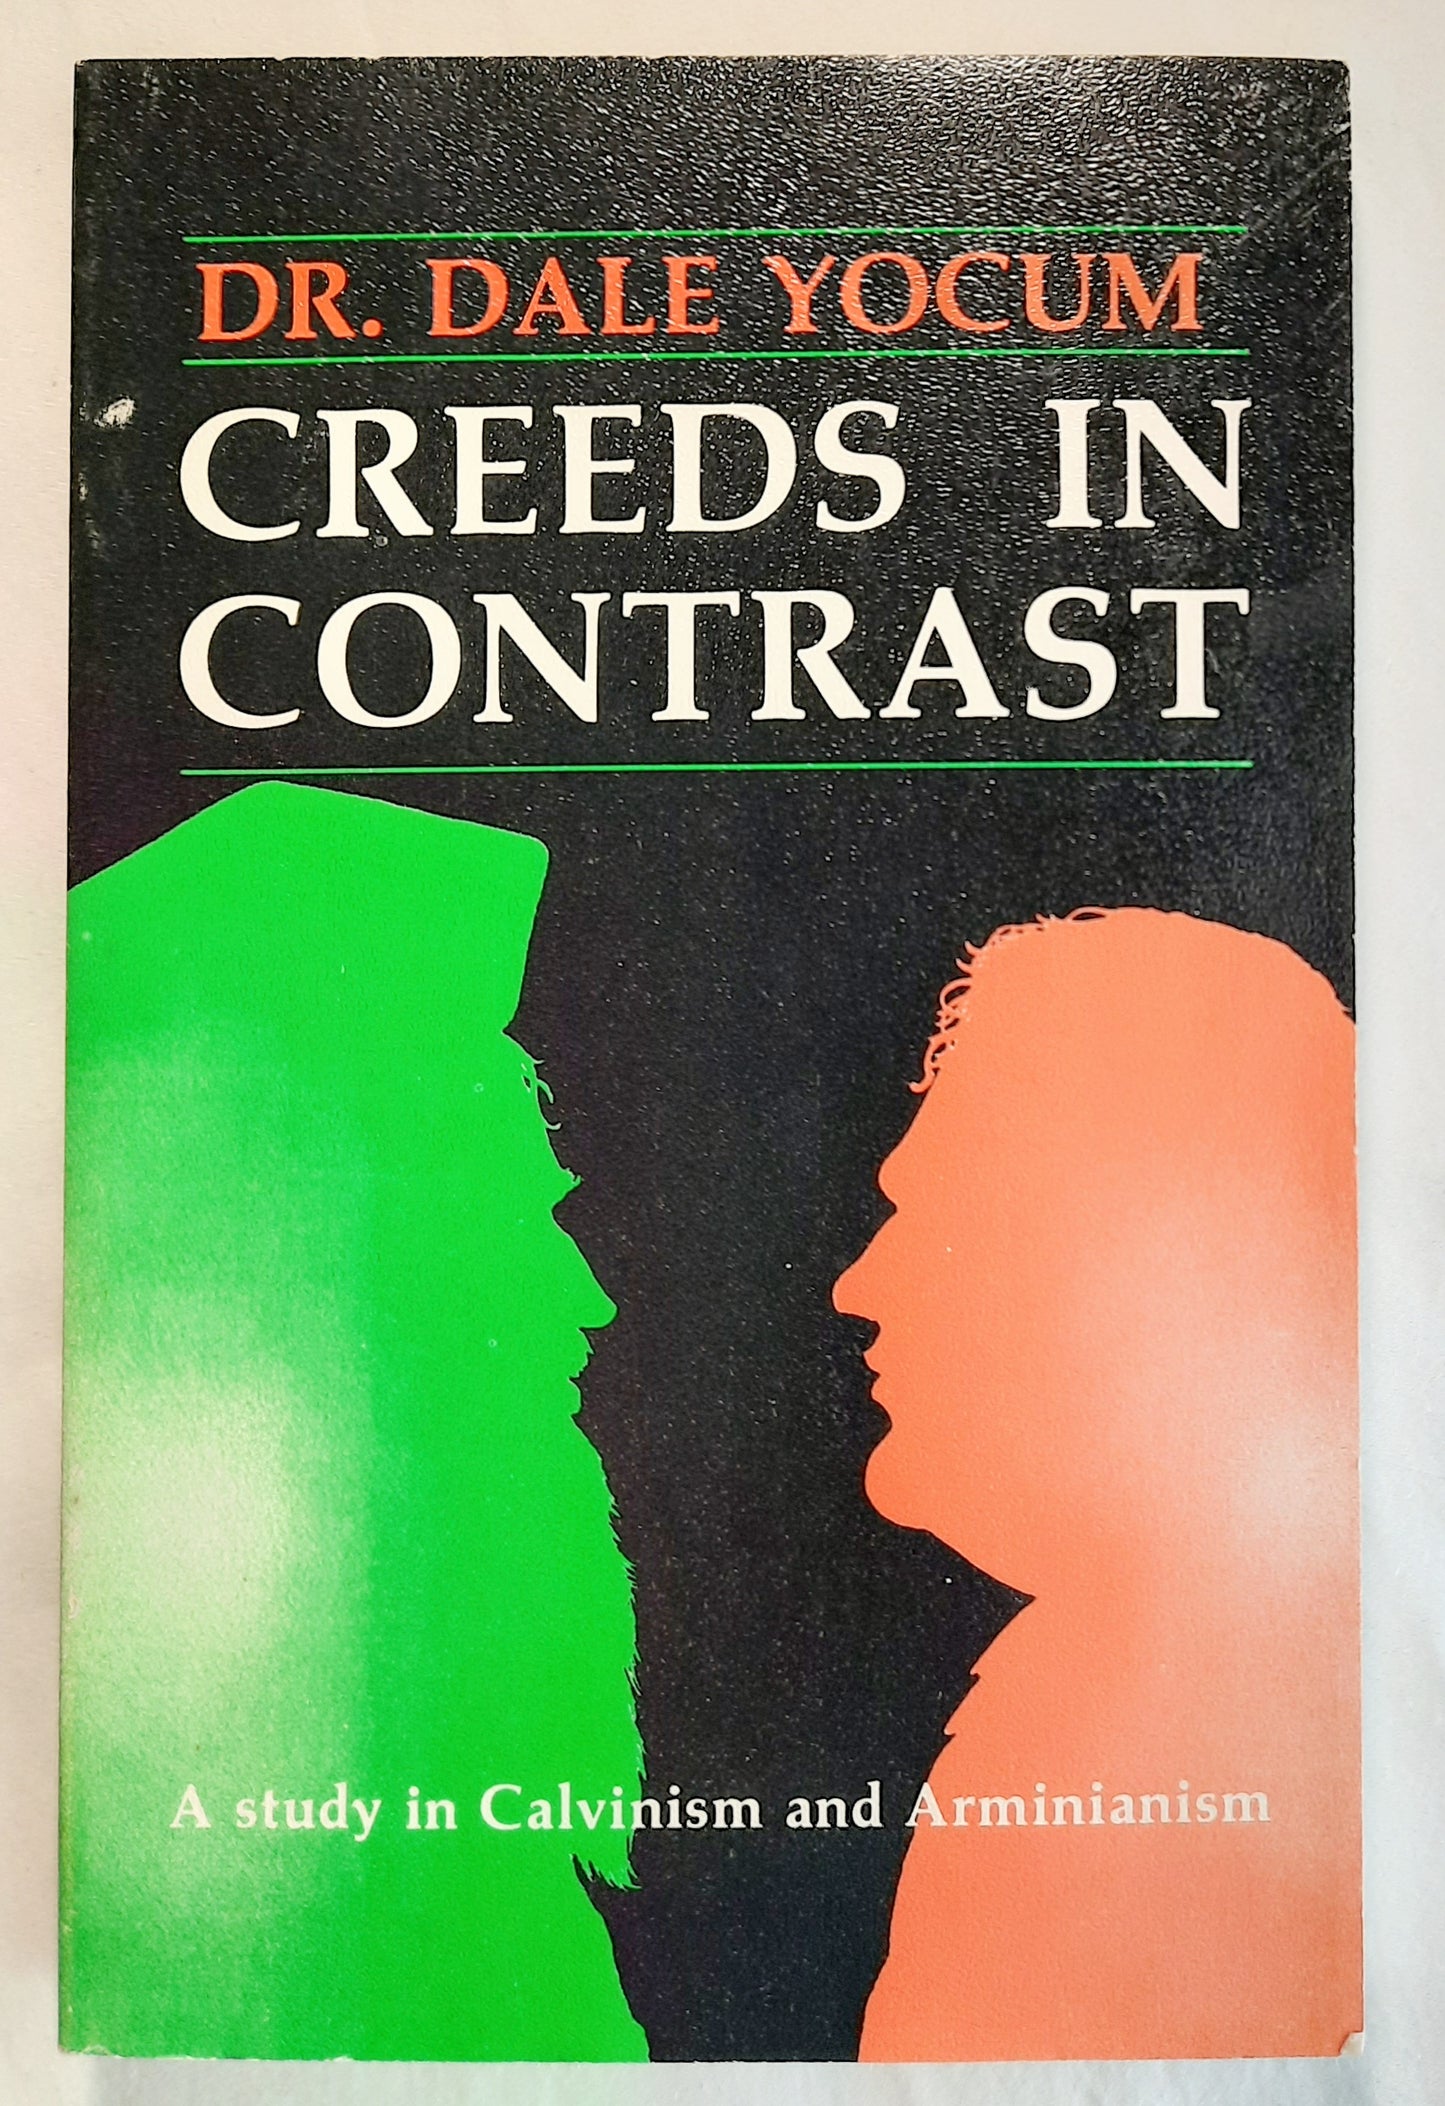 DR. DALE YOCUM
CREEDS IN
CONTRAST
A study in Calvinism and Arminianism